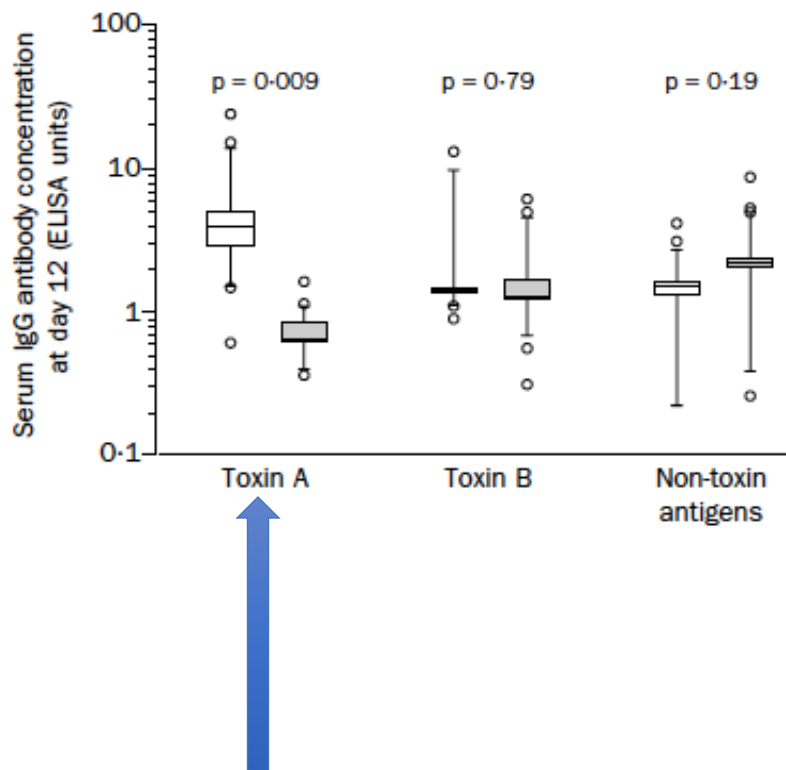 Serum IgG antibody concentration
at day 12 (ELISA units)
100
10
1
0·1
p = 0·009
p = 0·79
p = 0·19
Toxin A
Toxin B
Non-toxin
antigens